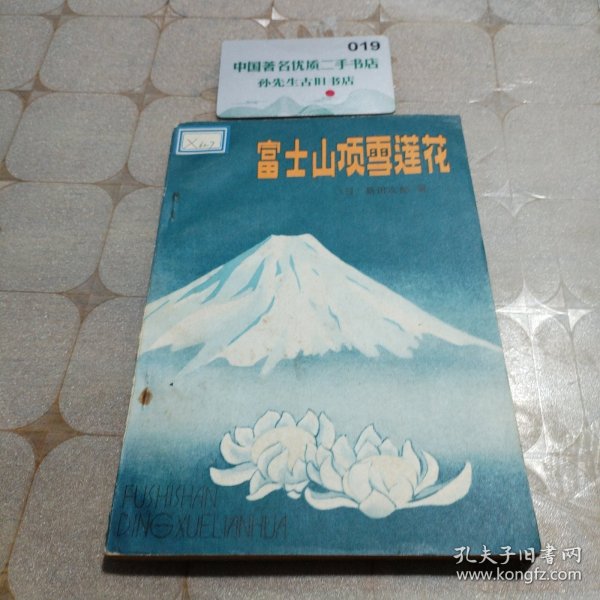 019
中国著名优质二手书店
孙先生古旧书店
富士山顶雪莲花
FUSHISHAN
DINGXUELIANHUA
孔夫子旧书网
www.kongfz.com